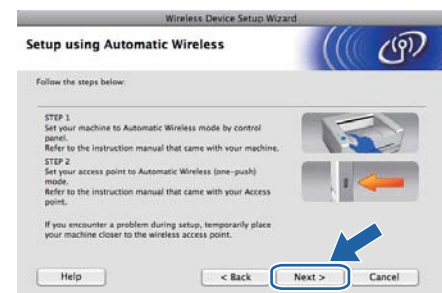 Wireless Device Setup Wizard
Setup using Automatic Wireless
Follow the steps below:
STEP 1
Set your machine to Automatic Wireless mode by control
panel.
Refer to the instruction manual that came with your machine.
STEP 2
Set your access point to Automatic Wireless (one-push)
mode.
Refer to the instruction manual that came with your Access
point.
If you encounter a problem during setup, temporarily place
your machine closer to the wireless access point.
Help
< Back
Next >
Cancel